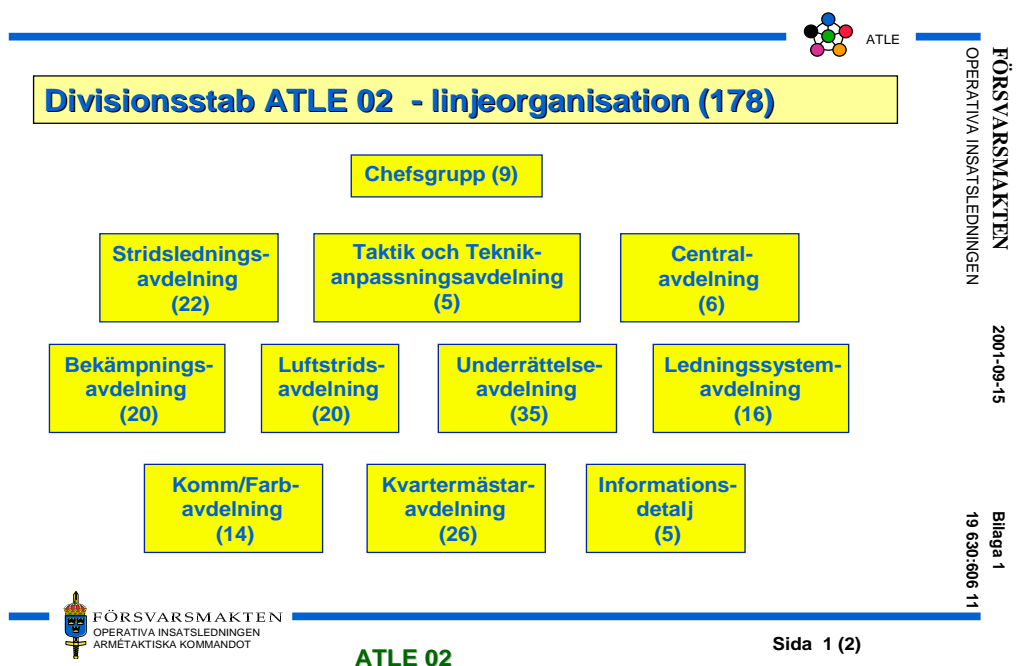 ATLE
Divisionsstab ATLE 02 - linjeorganisation (178)
Chefsgrupp (9)
Stridslednings-
avdelning
(22)
Taktik och Teknik-
anpassningsavdelning
(5)
Central-
avdelning
(6)
Bekämpnings-
avdelning
(20)
Luftstrids-
avdelning
(20)
Underrättelse-
avdelning
(35)
Ledningssystem-
avdelning
(16)
Komm/Farb-
avdelning
(14)
Kvartermästar-
avdelning
(26)
Informations-
detalj
(5)
FÖRSVARSMAKTEN
OPERATIVA INSATSLEDNINGEN
2001-09-15
Bilaga 1
19 630:606 11
FÖRSVARSMAKTEN
OPERATIVA INSATSLEDNINGEN
ARMÉTAKTISKA KOMMANDOT
ATLE 02
Sida 1 (2)